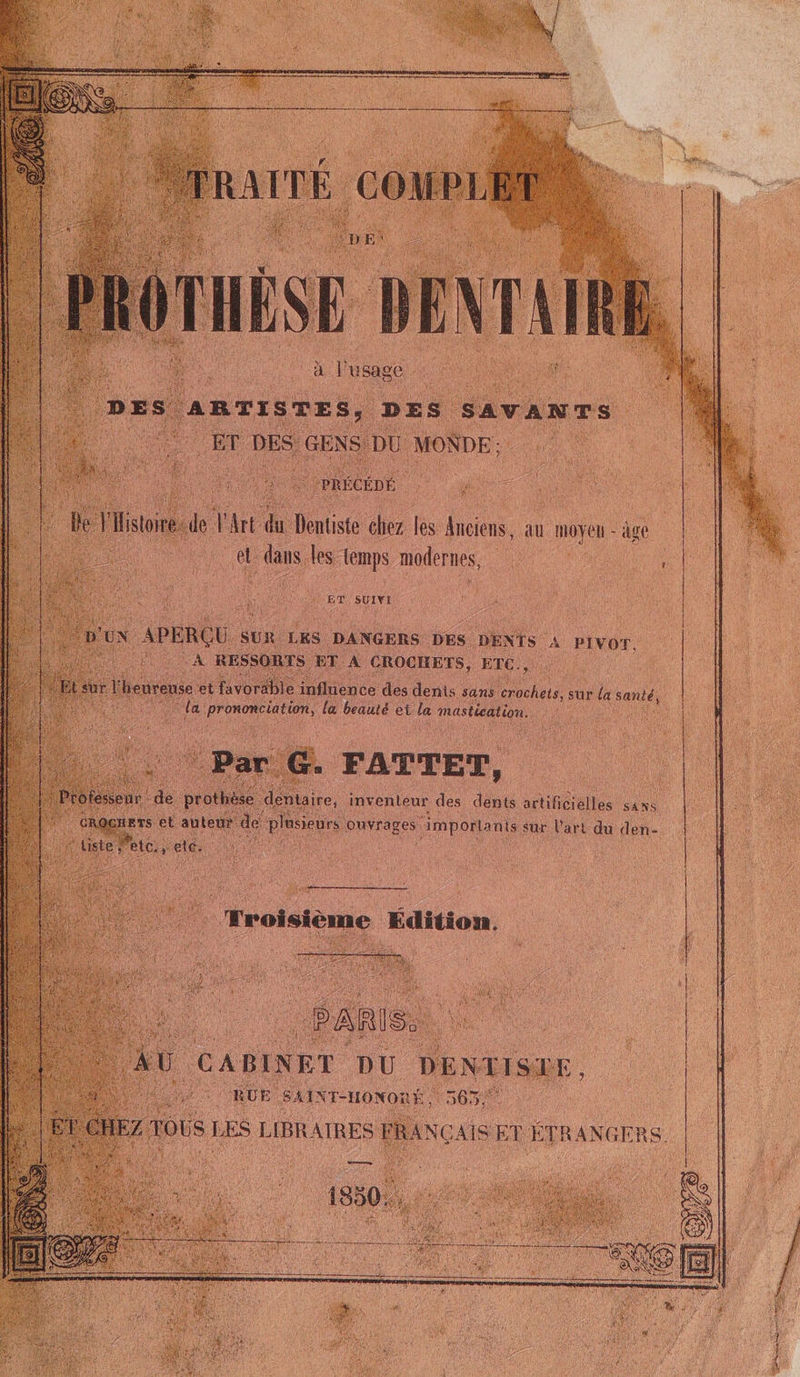 TRAITÉ COMPLET
DE
PROTHÈSE DENTAIRE
à l'usage
DES ARTISTES, DES SAVANTS
ET DES GENS DU MONDE;
PRÉCÉDÉ
De l'Histoire de l'Art du Dentiste chez les Anciens, au moyen-âge
et dans les temps modernes,
ET SUIVI
D'UN APERÇU SUR LES DANGERS DES DENTS A PIVOT,
A RESSORTS ET A CROCHETS, ETC.,
Et sur l'heureuse et favorable influence des dents sans crochets, sur la santé,
la prononciation, la beauté et la mastication.
Par G. FATTET,
Professeur de prothèse dentaire, inventeur des dents artificielles SANS
CROCHETS et auteur de plusieurs ouvrages importants sur l'art du den-
tiste, etc., etc.
Troisième Édition.
PARIS.
AU CABINET DU DENTISTE,
RUE SAINT-HONORÉ, 363,
ET CHEZ TOUS LES LIBRAIRES FRANÇAIS ET ÉTRANGERS.
1850.